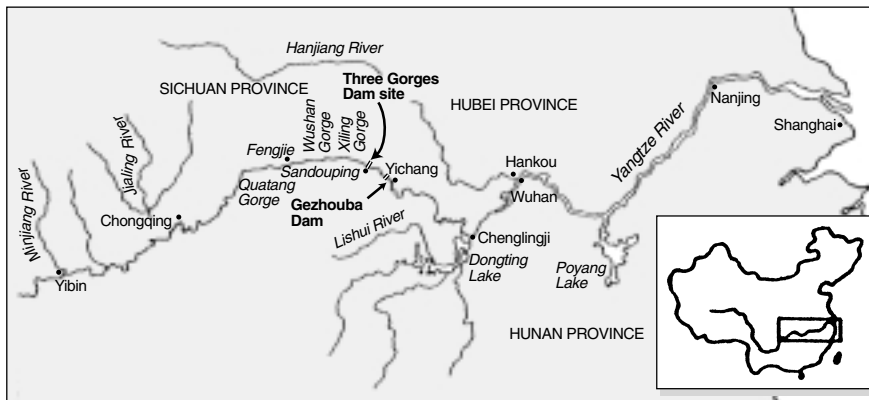 Hanjiang River
Three Gorges
Dam site
SICHUAN PROVINCE
HUBEI PROVINCE
Nanjing
Shanghai
Yangtze River
Wushan
Gorge
Xiling
Gorge
Jialing River
Fengjie
Sandouping
Yichang
Hankou
Wuhan
Quatang
Gorge
Gezhouba
Dam
Minjiang River
Chongqing
Lishui River
Chenglingji
Dongting
Lake
Poyang
Lake
Yibin
HUNAN PROVINCE